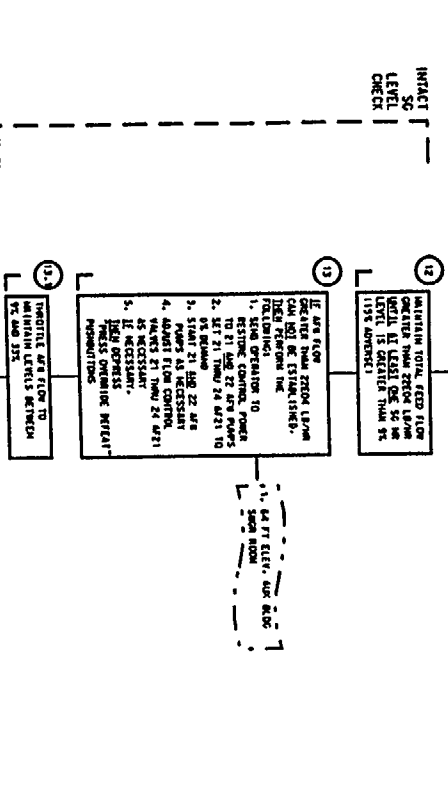 INTACT
SG
LEVEL
CHECK
12
MAINTAIN TOTAL FEED FLOW
GREATER THAN 22E04 LB/HR
UNTIL AT LEAST ONE SG NR
LEVEL IS GREATER THAN 9%
(15% ADVERSE)
13
IF AFW FLOW
GREATER THAN 22E04 LB/HR
CAN NOT BE ESTABLISHED,
THEN PERFORM THE
FOLLOWING:
1. SEND OPERATOR TO
RESTORE CONTROL POWER
TO 21 AND 22 AFW PUMPS
2. SET 21 THRU 24 AF21 TO
0% DEMAND
3. START 21 AND 22 AFW
PUMPS AS NECESSARY
4. ADJUST FLOW CONTROL
VALVES 21 THRU 24 AF21
AS NECESSARY
5. IF NECESSARY,
THEN DEPRESS
"PRESS OVERRIDE DEFEAT"
PUSHBUTTONS
1. 64 FT ELEV, AUX BLDG
SWGR ROOM
THROTTLE AFW FLOW TO
MAINTAIN LEVELS BETWEEN
9% AND 33%